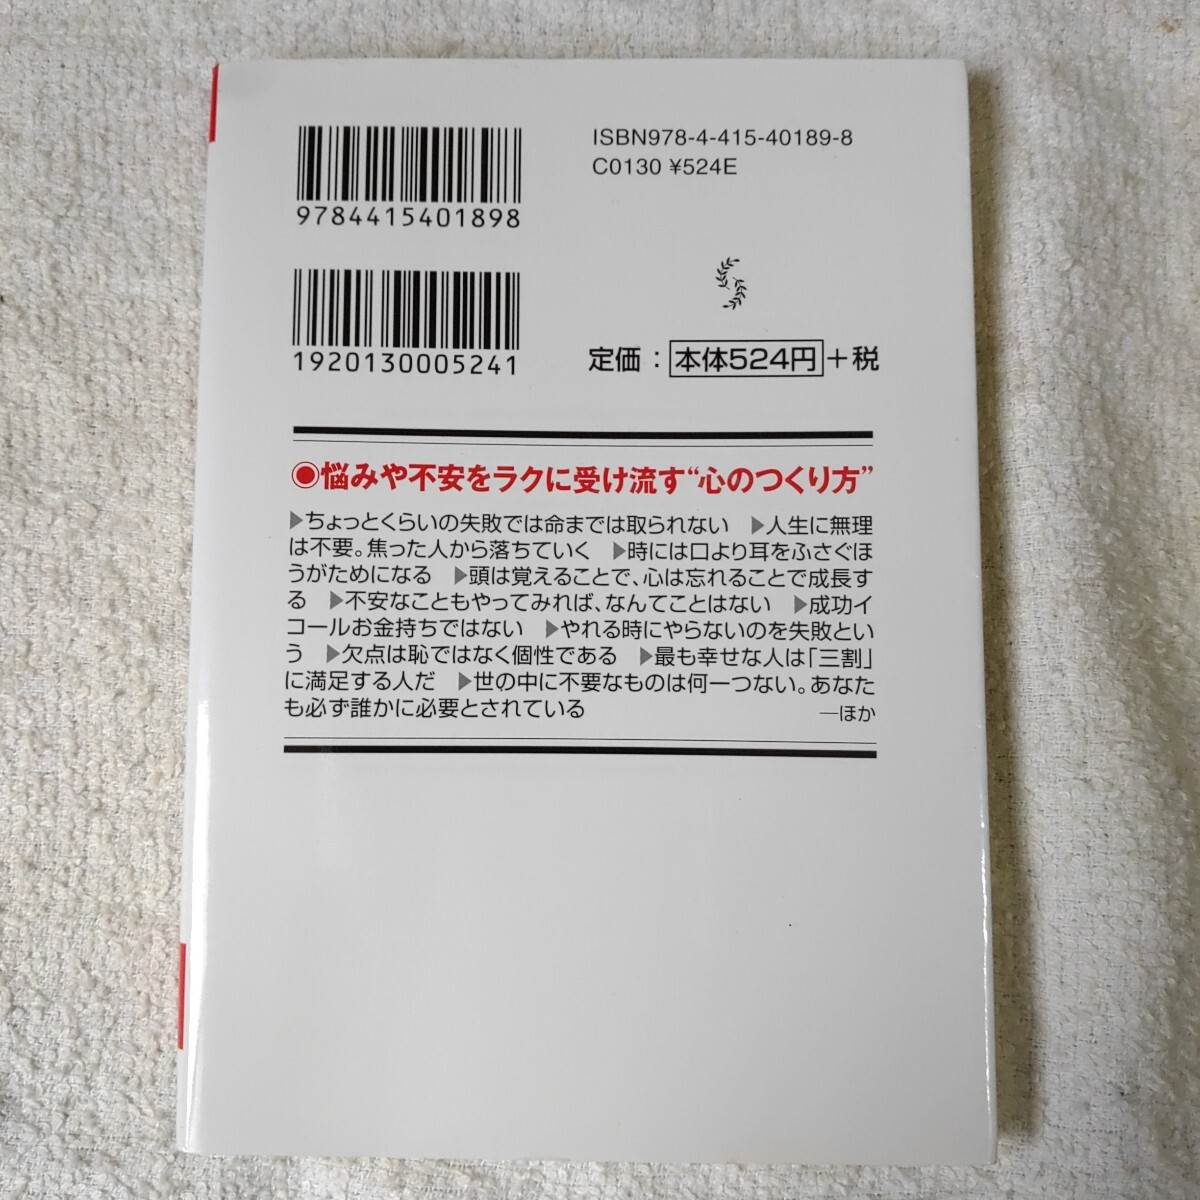 ISBN978-4-415-40189-8
C0130 ¥524E
9784415401898
1920130005241
定価：本体524円+税
◉悩みや不安をラクに受け流す“心のつくり方”
▶ちょっとくらいの失敗では命までは取られない ▶人生に無理
は不要。焦った人から落ちていく ▶時には口より耳をふさぐほ
うがためになる ▶頭は覚えることで、心は忘れることで成長す
る ▶不安なこともやってみれば、なんてことはない ▶成功イ
コールお金持ちではない ▶やれる時にやらないのを失敗とい
う ▶欠点は恥ではなく個性である ▶最も幸せな人は「三割」
に満足する人だ ▶世の中に不要なものは何一つない。あなた
も必ず誰かに必要とされている
―ほか